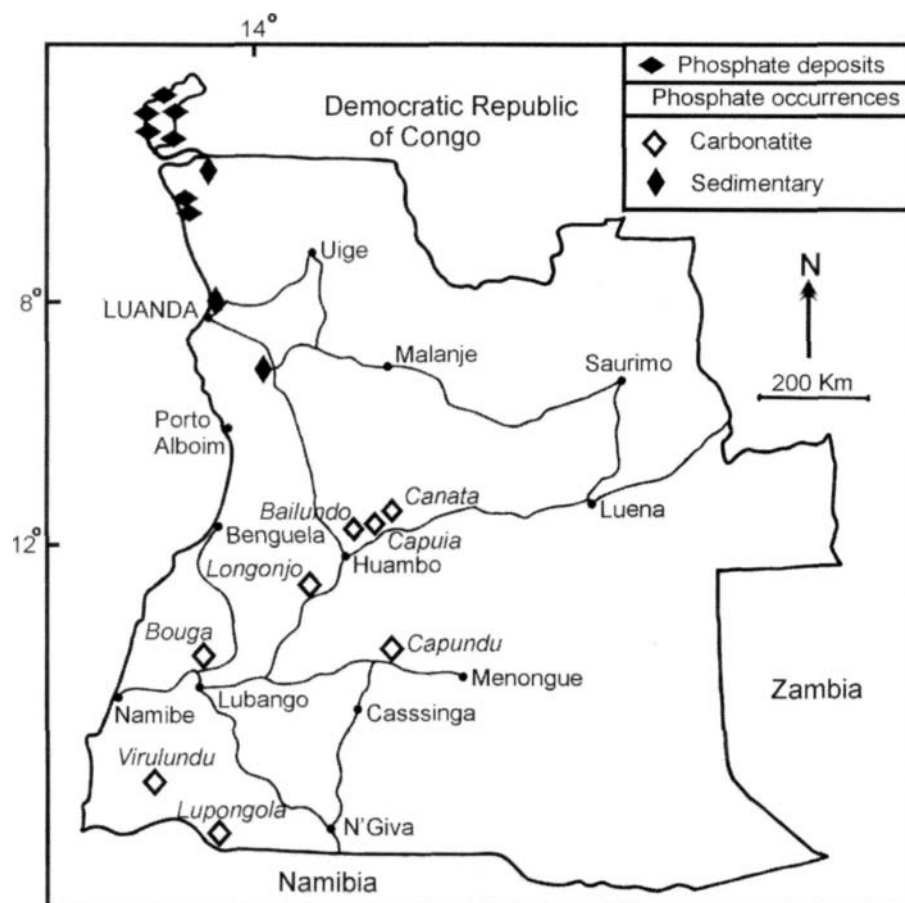 14°
Phosphate deposits
Phosphate occurrences
Carbonatite
Sedimentary
Democratic Republic
of Congo
Uige
N
8°
LUANDA
Malanje
Saurimo
200 Km
Porto
Alboim
Canata
Bailundo
Luena
Benguela
Capuia
12°
Huambo
Longonjo
Bouga
Capundu
Menongue
Zambia
Lubango
Namibe
Casssinga
Virulundu
Lupongola
N'Giva
Namibia